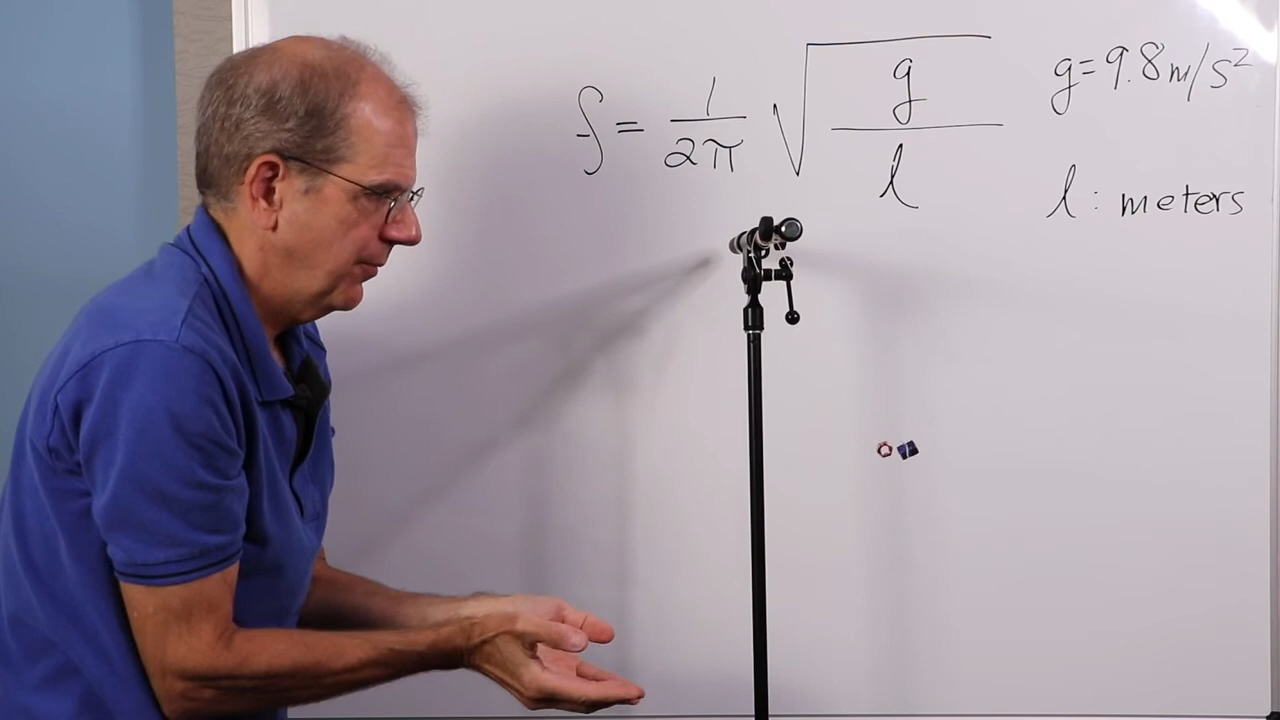 f = 1/2π √g/l g=9.8m/s²
l: meters